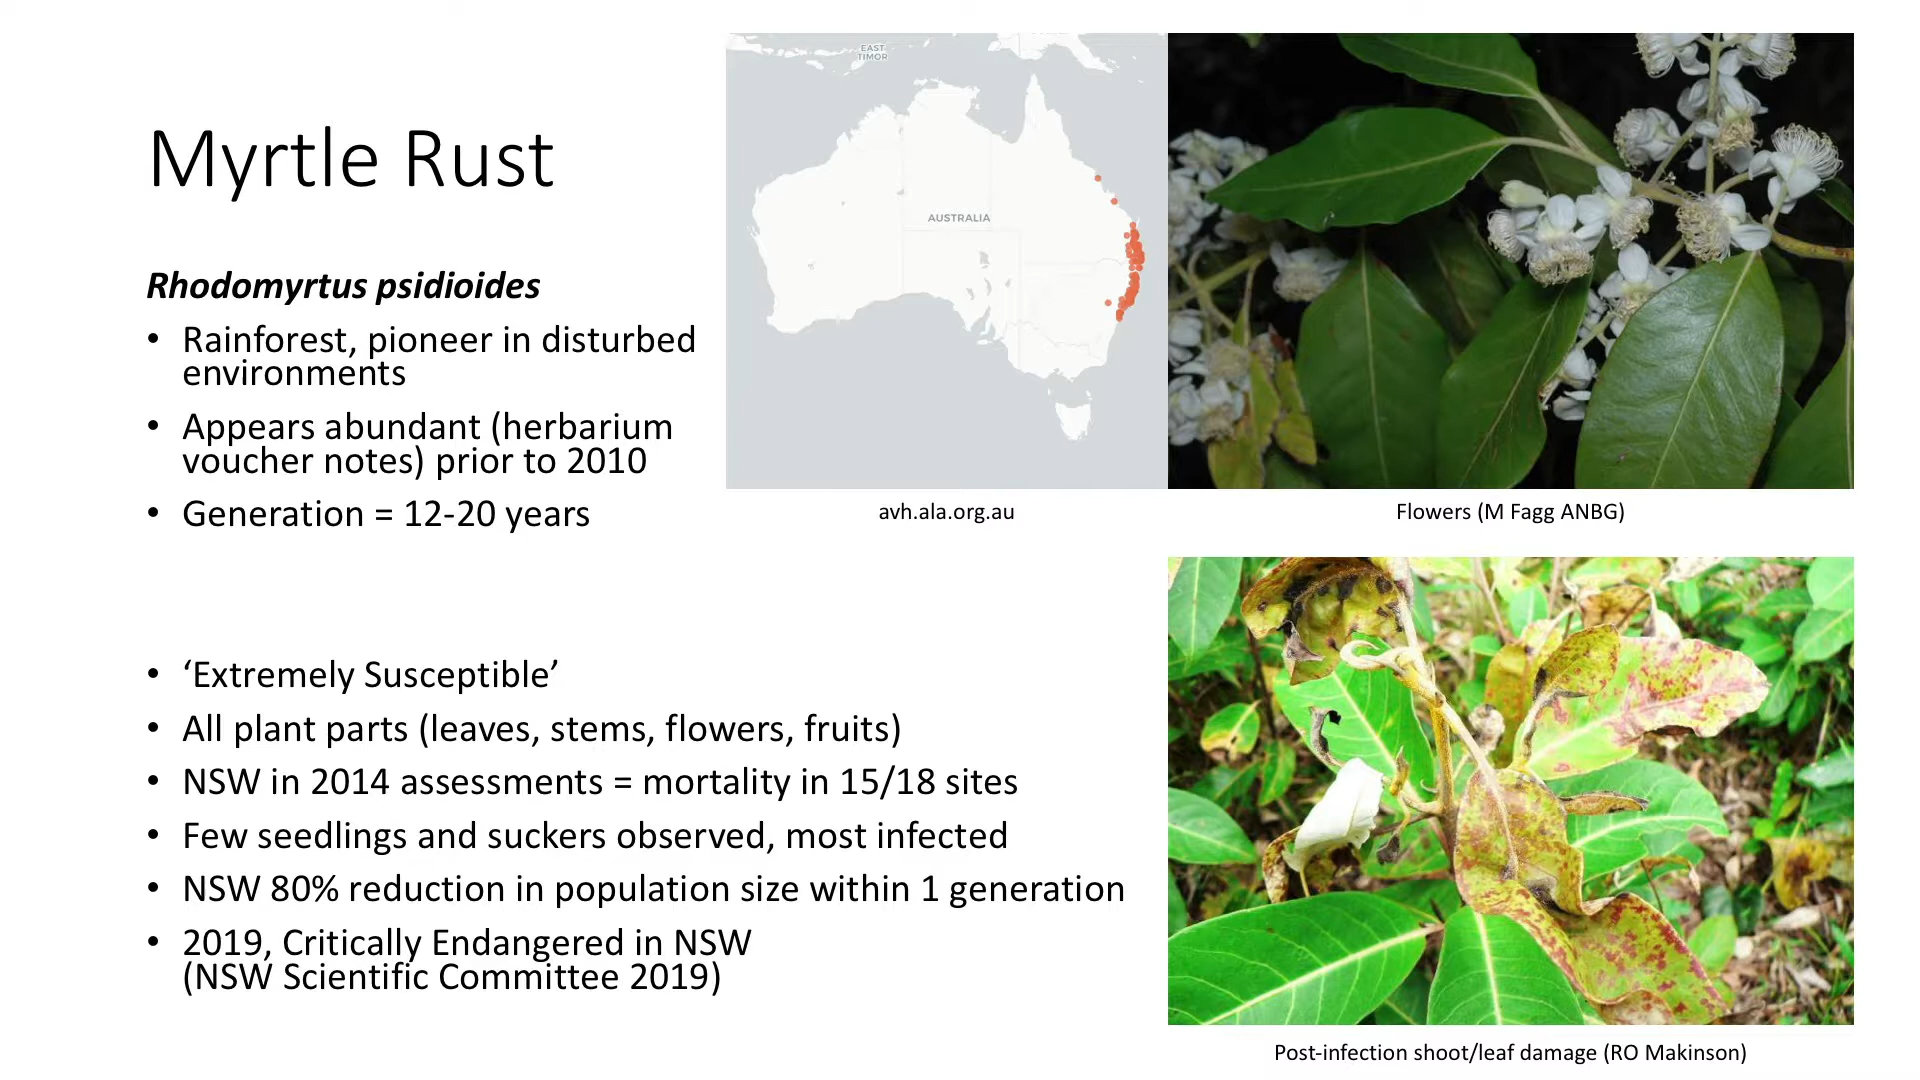 Myrtle Rust
Rhodomyrtus psidioides
• Rainforest, pioneer in disturbed
environments
• Appears abundant (herbarium
voucher notes) prior to 2010
• Generation = 12-20 years
• ‘Extremely Susceptible’
• All plant parts (leaves, stems, flowers, fruits)
• NSW in 2014 assessments = mortality in 15/18 sites
• Few seedlings and suckers observed, most infected
• NSW 80% reduction in population size within 1 generation
• 2019, Critically Endangered in NSW
(NSW Scientific Committee 2019)
EAST
TIMOR
AUSTRALIA
avh.ala.org.au
Flowers (M Fagg ANBG)
Post-infection shoot/leaf damage (RO Makinson)